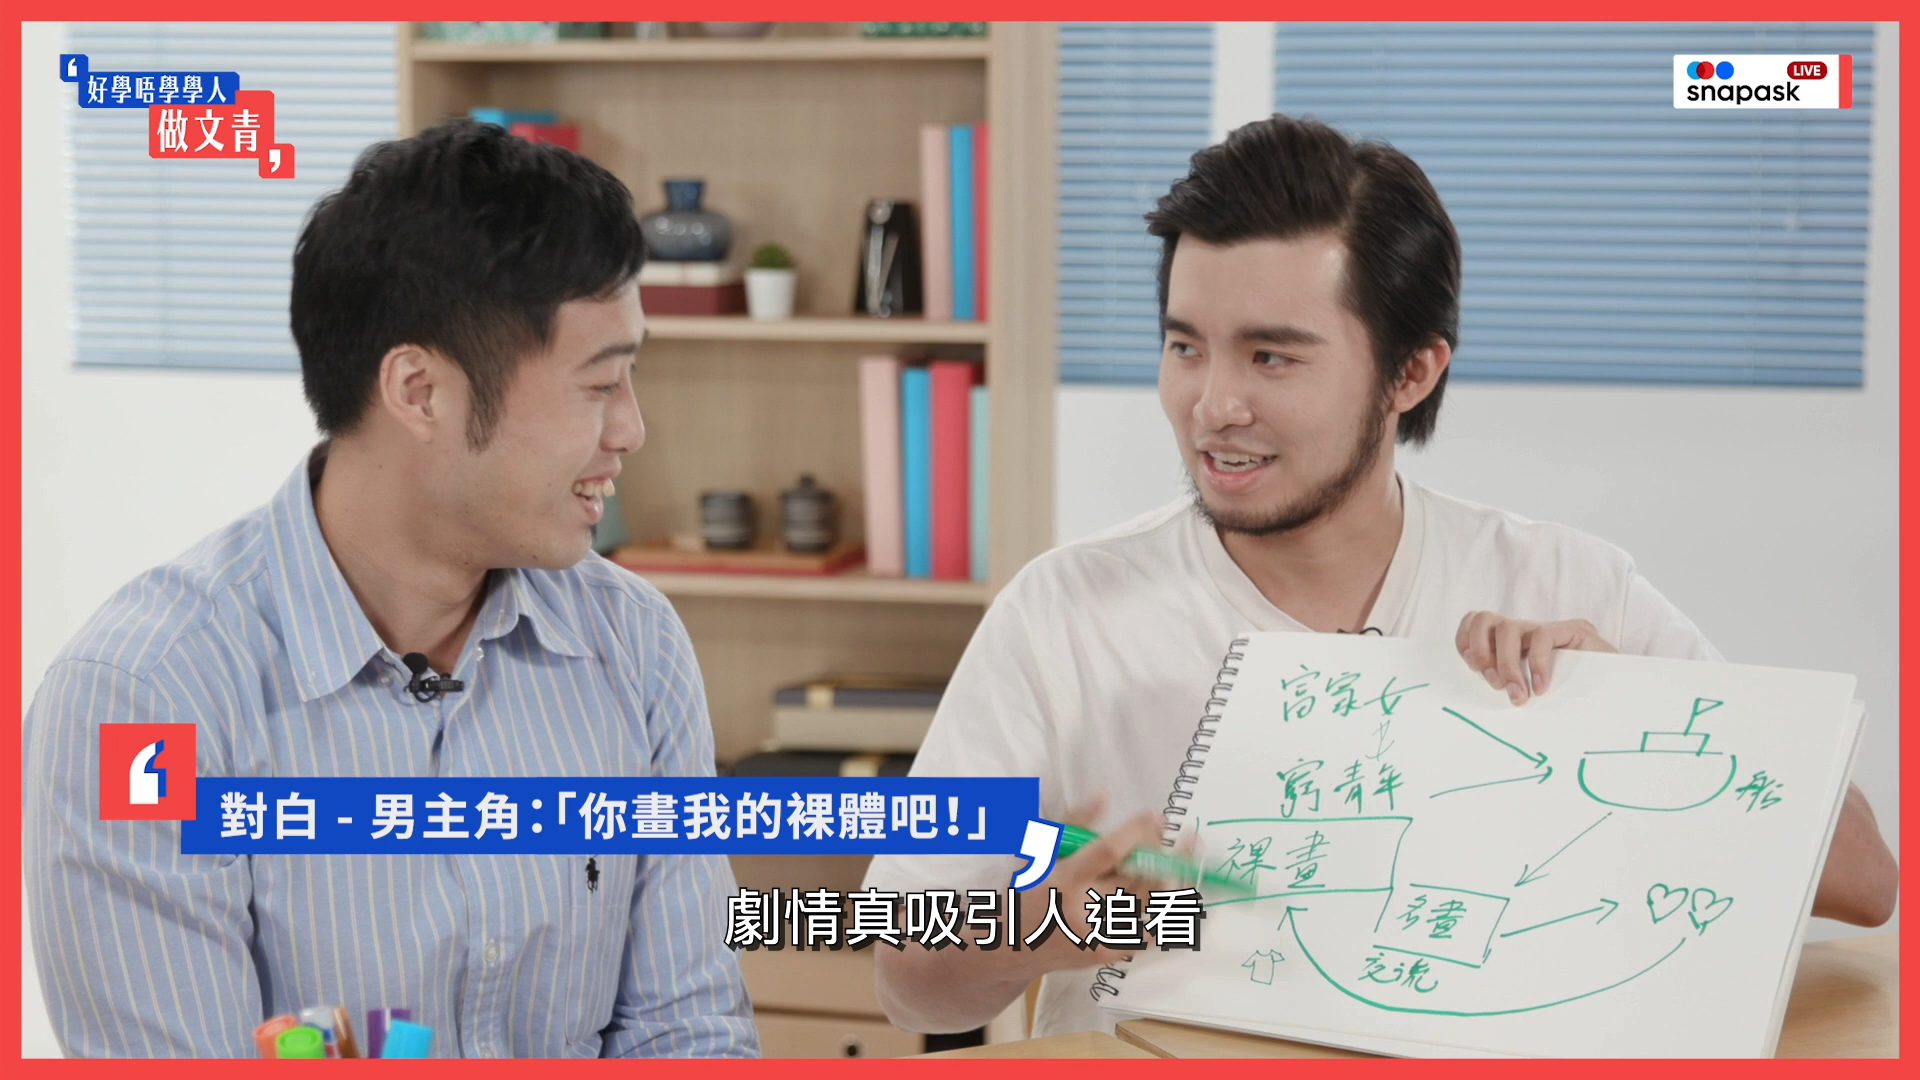 好學唔學學人
做文青
LIVE
snapask
富家女
窮青年
船
裸畫
畫
交流
對白 - 男主角：「你畫我的裸體吧！」
劇情真吸引人追看